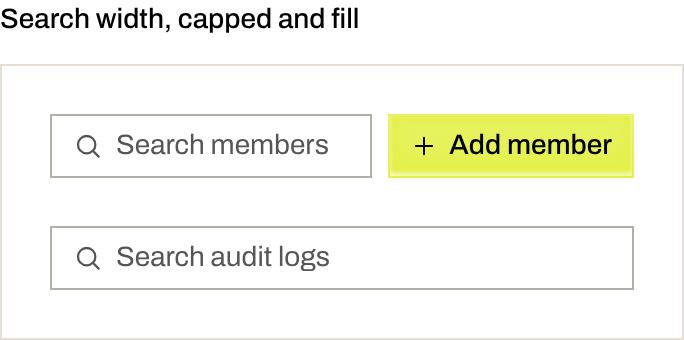 Search width, capped and fill
Search members
Add member
Search audit logs